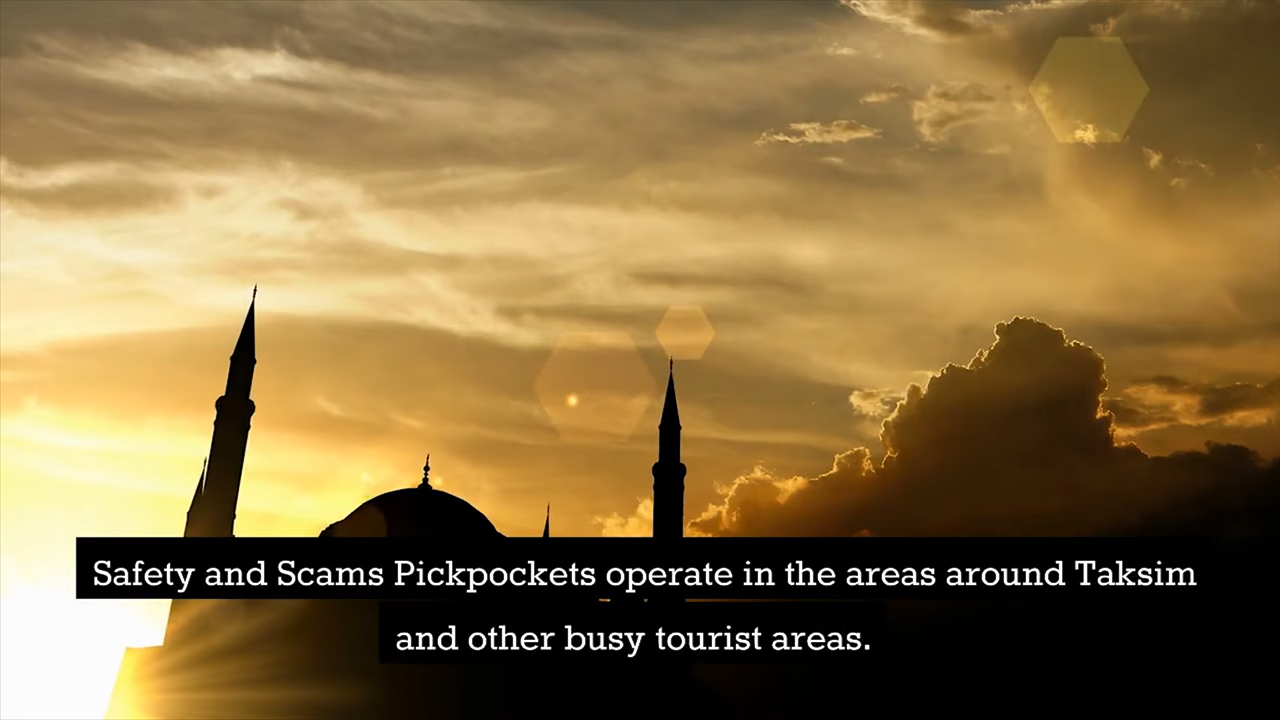 Safety and Scams Pickpockets operate in the areas around Taksim
and other busy tourist areas.